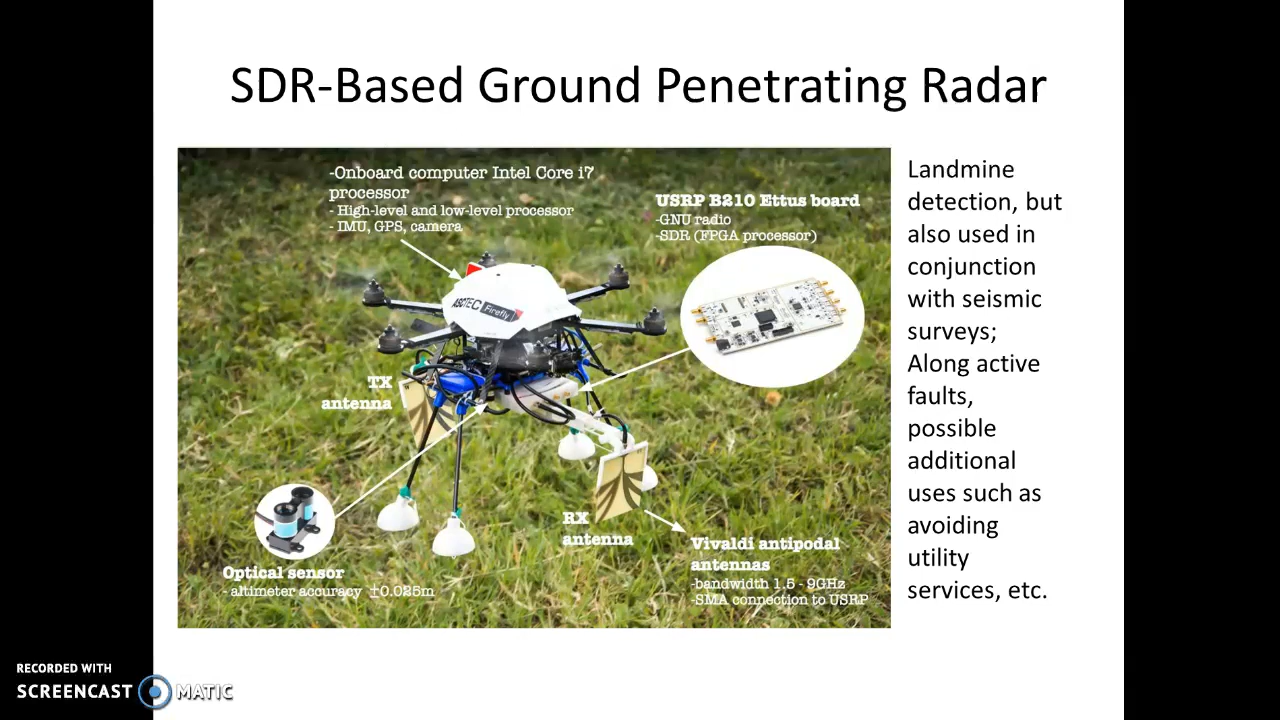 SDR-Based Ground Penetrating Radar
-Onboard computer Intel Core i7
processor
- High-level and low-level processor
- IMU, GPS, camera
USRP B210 Ettus board
-GNU radio
-SDR (FPGA processor)
ASCTEC Firefly
TX
antenna
RX
antenna
Vivaldi antipodal
antennas
-bandwidth 1.5 - 9GHz
-SMA connection to USRP
Optical sensor
- altimeter accuracy ±0.025m
Landmine
detection, but
also used in
conjunction
with seismic
surveys;
Along active
faults,
possible
additional
uses such as
avoiding
utility
services, etc.
RECORDED WITH
SCREENCAST MATIC